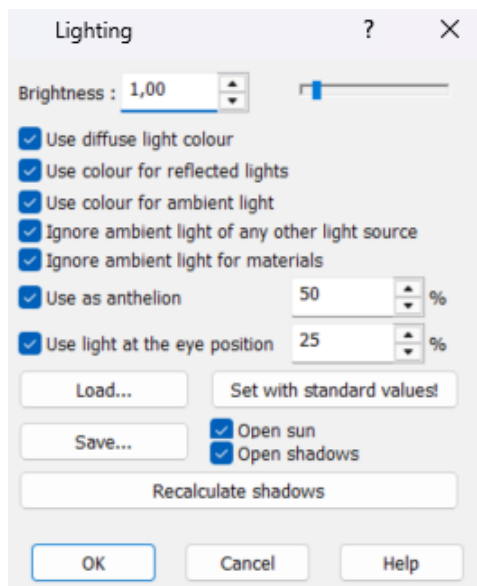 Lighting ?
Brightness : 1,00
Use diffuse light colour
Use colour for reflected lights
Use colour for ambient light
Ignore ambient light of any other light source
Ignore ambient light for materials
Use as anthelion 50 %
Use light at the eye position 25 %
Load... Set with standard values!
Save... Open sun
Open shadows
Recalculate shadows
OK Cancel Help